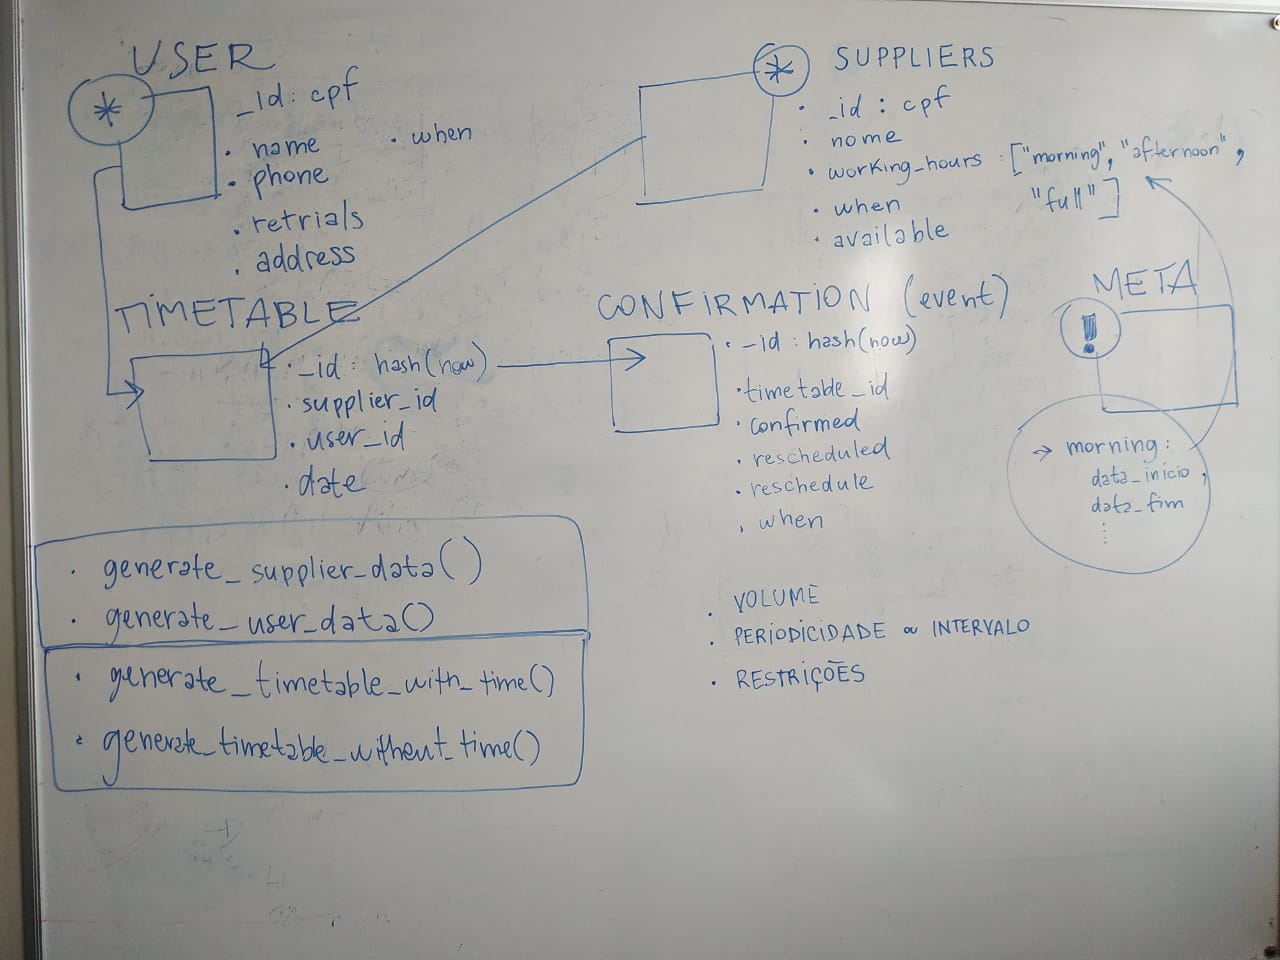 USER
_id: cpf
· name
· when
· phone
· retrials
· address
SUPPLIERS
· _id : cpf
· nome
· working_hours : ["morning", "afternoon",
"full"]
· when
· available
TIMETABLE
· _id: hash(now)
· supplier_id
· user_id
· date
CONFIRMATION (event)
· _id : hash(now)
· timetable_id
· confirmed
· rescheduled
· reschedule
· when
META
!
→ morning:
data_inicio,
data_fim
⋮
· generate_supplier_data()
· generate_user_data()
· generate_timetable_with_time()
· generate_timetable_without_time()
· VOLUME
· PERIODICIDADE ou INTERVALO
· RESTRIÇÕES